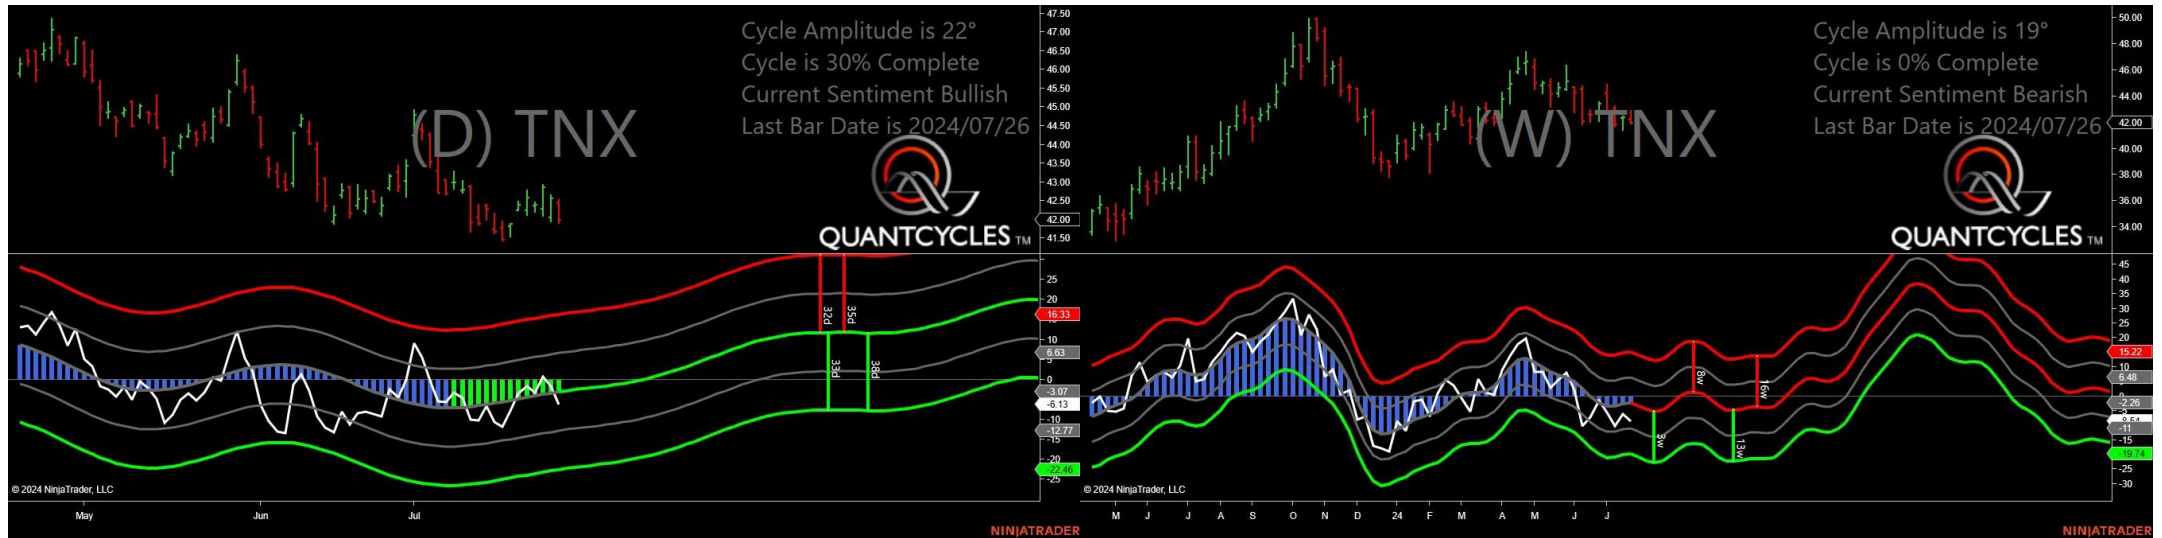 Cycle Amplitude is 22°
Cycle is 30% Complete
Current Sentiment Bullish
Last Bar Date is 2024/07/26
(D) TNX
QUANTCYCLES TM
47.50
47.00
46.50
46.00
45.50
45.00
44.50
44.00
43.50
43.00
42.50
42.00
41.50
32d
35d
33d
38d
25
20
16.33
10
6.63
5
0
-3.07
-6.13
-10
-12.77
-15
-20
-22.46
-25
© 2024 NinjaTrader, LLC
May
Jun
Jul
NINJATRADER
Cycle Amplitude is 19°
Cycle is 0% Complete
Current Sentiment Bearish
Last Bar Date is 2024/07/26
(W) TNX
QUANTCYCLES TM
50.00
48.00
46.00
44.00
42.00
40.00
38.00
36.00
34.00
8w
16w
3w
13w
45
35
30
25
20
15.22
6.48
-2.26
-5
-11
-15
-19.74
-25
-30
© 2024 NinjaTrader, LLC
M
J
J
A
S
O
N
D
24
F
M
A
M
J
J
NINJATRADER